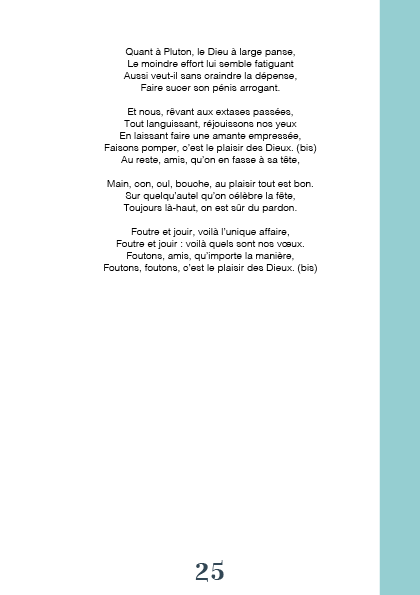 Quant à Pluton, le Dieu à large panse,
Le moindre effort lui semble fatiguant
Aussi veut-il sans craindre la dépense,
Faire sucer son pénis arrogant.
Et nous, rêvant aux extases passées,
Tout languissant, réjouissons nos yeux
En laissant faire une amante empressée,
Faisons pomper, c'est le plaisir des Dieux. (bis)
Au reste, amis, qu'on en fasse à sa tête,
Main, con, cul, bouche, au plaisir tout est bon.
Sur quelqu'autel qu'on célèbre la fête,
Toujours là-haut, on est sûr du pardon.
Foutre et jouir, voilà l'unique affaire,
Foutre et jouir : voilà quels sont nos vœux.
Foutons, amis, qu'importe la manière,
Foutons, foutons, c'est le plaisir des Dieux. (bis)
25